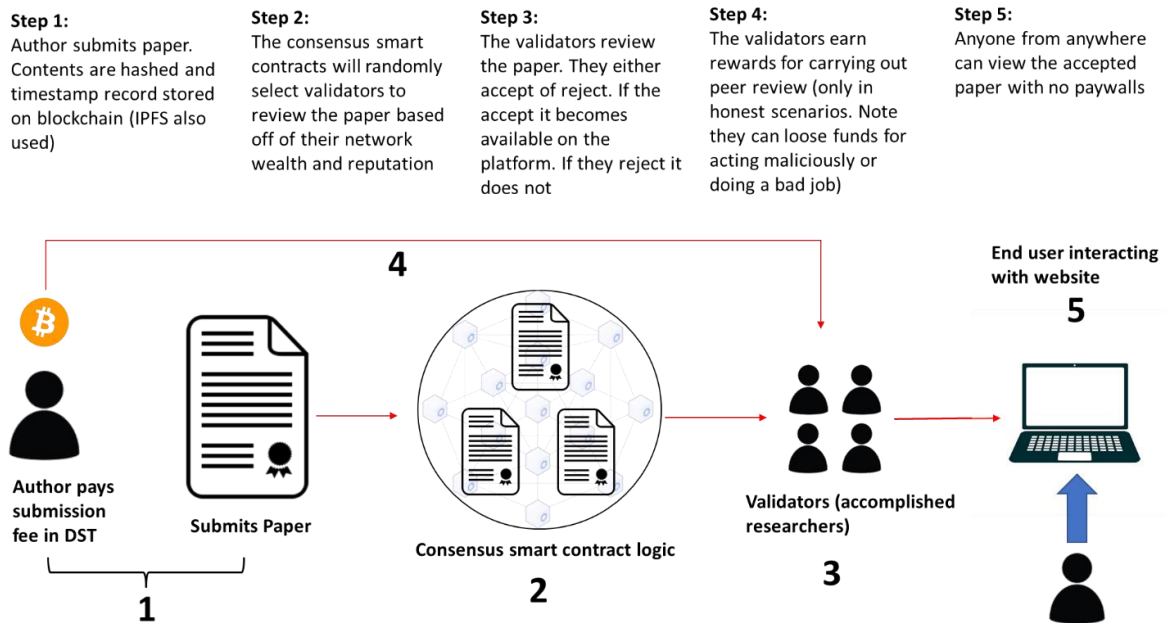 Step 1:
Author submits paper.
Contents are hashed and
timestamp record stored
on blockchain (IPFS also
used)
Step 2:
The consensus smart
contracts will randomly
select validators to
review the paper based
off of their network
wealth and reputation
Step 3:
The validators review
the paper. They either
accept of reject. If the
accept it becomes
available on the
platform. If they reject it
does not
Step 4:
The validators earn
rewards for carrying out
peer review (only in
honest scenarios. Note
they can loose funds for
acting maliciously or
doing a bad job)
Step 5:
Anyone from anywhere
can view the accepted
paper with no paywalls
4
End user interacting
with website
5
Author pays
submission
fee in DST
Submits Paper
1
Consensus smart contract logic
2
Validators (accomplished
researchers)
3